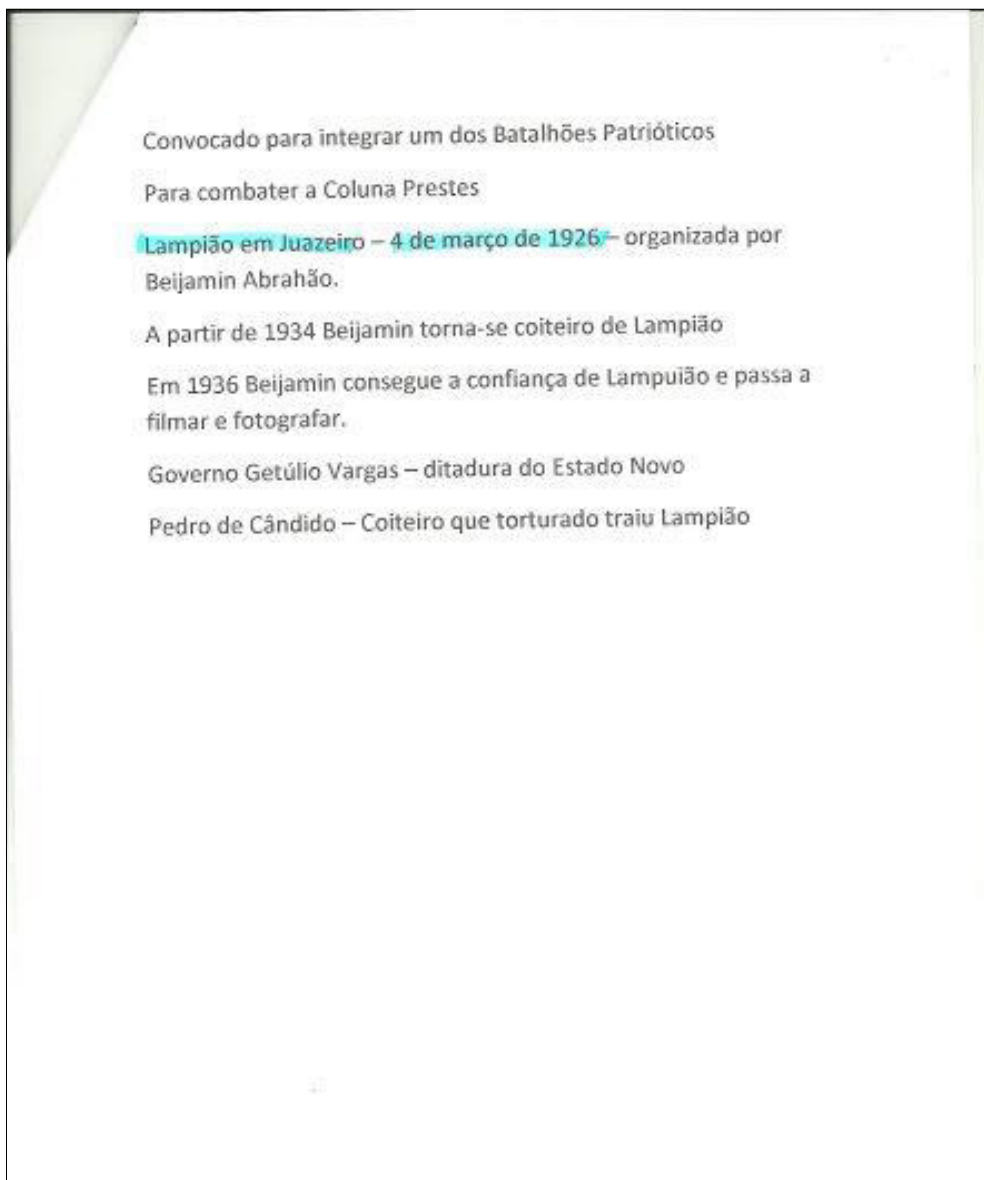 Convocado para integrar um dos Batalhões Patrióticos
Para combater a Coluna Prestes
Lampião em Juazeiro – 4 de março de 1926 – organizada por
Beijamin Abrahão.
A partir de 1934 Beijamin torna-se coiteiro de Lampião
Em 1936 Beijamin consegue a confiança de Lampuião e passa a
filmar e fotografar.
Governo Getúlio Vargas – ditadura do Estado Novo
Pedro de Cândido – Coiteiro que torturado traiu Lampião